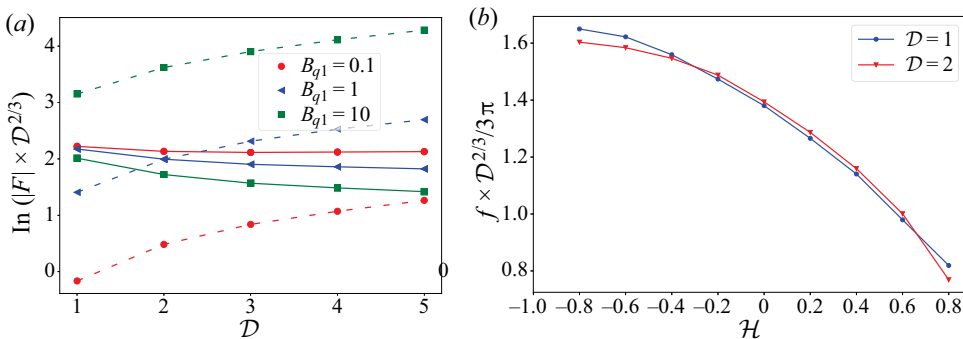 (a)
4
3
2
1
0
ln (|F| × 𝒟^{2/3})
B_{q1} = 0.1
B_{q1} = 1
B_{q1} = 10
1 2 3 4 5
𝒟
0
(b)
1.6
1.4
1.2
1.0
0.8
f × 𝒟^{2/3}/3π
𝒟 = 1
𝒟 = 2
−1.0 −0.8 −0.6 −0.4 −0.2 0 0.2 0.4 0.6 0.8
ℋ